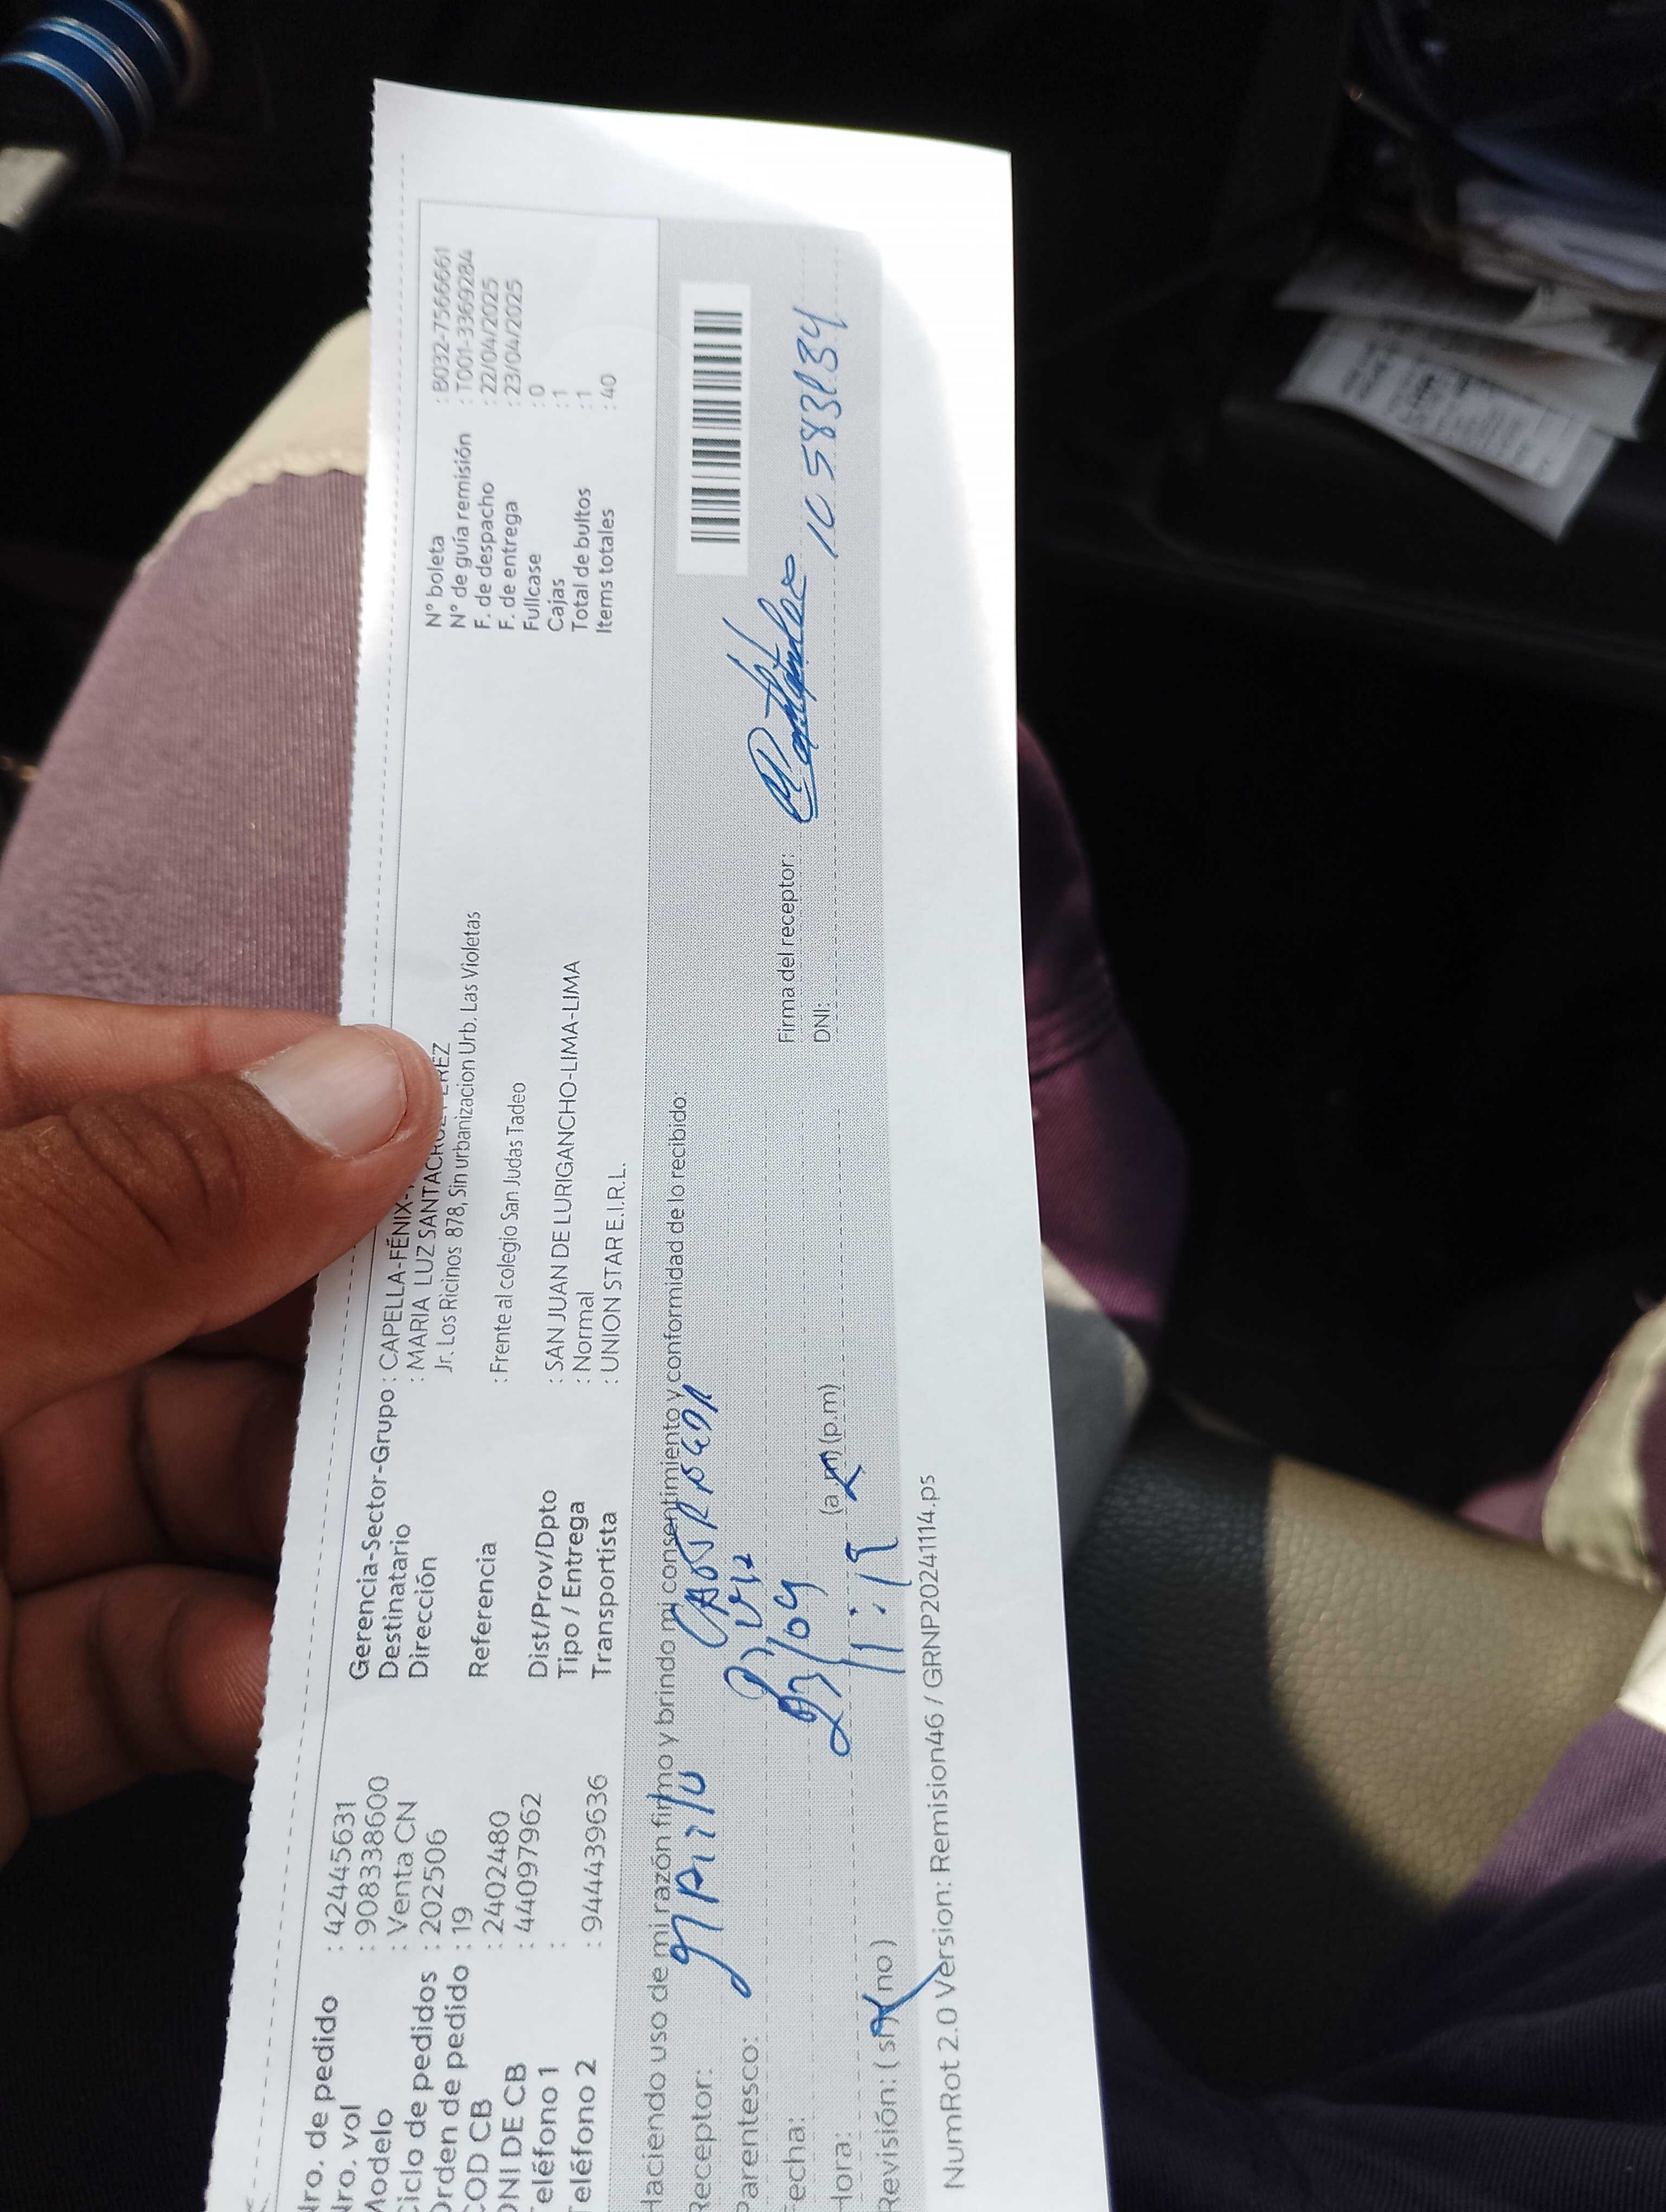 Nro. de pedido : 42445631
Nro. vol : 908338600
Modelo : Venta CN
Ciclo de pedidos : 202506
Orden de pedido : 19
COD CB : 2402480
DNI DE CB : 44097962
Teléfono 1 :
Teléfono 2 : 944439636
Gerencia-Sector-Grupo : CAPELLA-FÉNIX-
Destinatario : MARIA LUZ SANTACRUZ PEREZ
Dirección Jr. Los Ricinos 878, Sin urbanizacion Urb. Las Violetas
Referencia : Frente al colegio San Judas Tadeo
Dist/Prov/Dpto : SAN JUAN DE LURIGANCHO-LIMA-LIMA
Tipo / Entrega : Normal
Transportista : UNION STAR E.I.R.L.
N° boleta : B032-7566661
N° de guía remisión : T001-3369284
F. de despacho : 22/04/2025
F. de entrega : 23/04/2025
Fullcase : 0
Cajas : 1
Total de bultos : 1
Items totales : 40
Haciendo uso de mi razón firmo y brindo mi consentimiento y conformidad de lo recibido:
Receptor:
Parentesco:
Fecha: 23/04
Hora: 11:19 (a.m) (p.m)
Revisión: ( si ) ( no )
Firma del receptor:
DNI:
NumRot 2.0 Version: Remision46 / GRNP20241114.ps